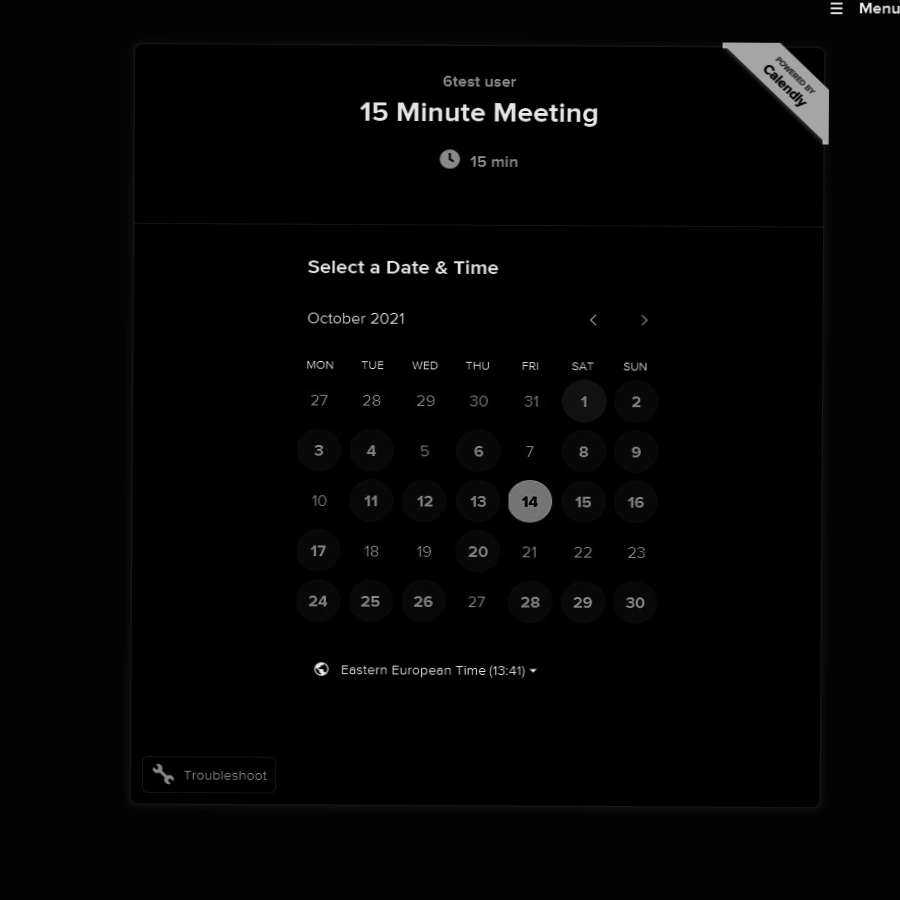 ☰ Menu
POWERED BY
Calendly
6test user
15 Minute Meeting
15 min
Select a Date & Time
October 2021
MON TUE WED THU FRI SAT SUN
27 28 29 30 31 1 2
3 4 5 6 7 8 9
10 11 12 13 14 15 16
17 18 19 20 21 22 23
24 25 26 27 28 29 30
Eastern European Time (13:41)
Troubleshoot